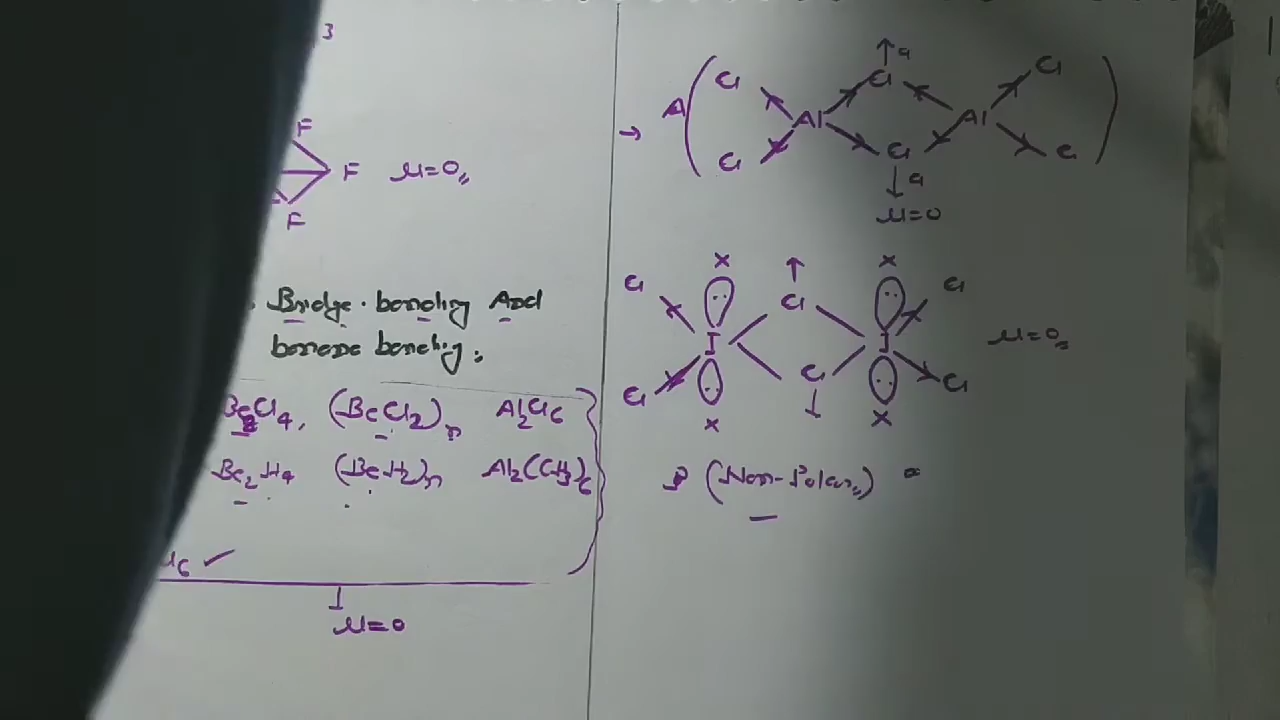 3
F
F μ=0,,
F
Bridge bonding And
banana bonding.
Be2Cl4, (BeCl2)n Al2Cl6
Be2H4 (BeH2)n Al2(CH3)6
Cl6 ✓
μ=0
→ A ( Cl Al Cl Al Cl )
Cl Cl Cl
a
a
μ=0
x x
Cl Cl Cl
I I μ=0,,
Cl Cl Cl
x x
(Non-Polar,,)